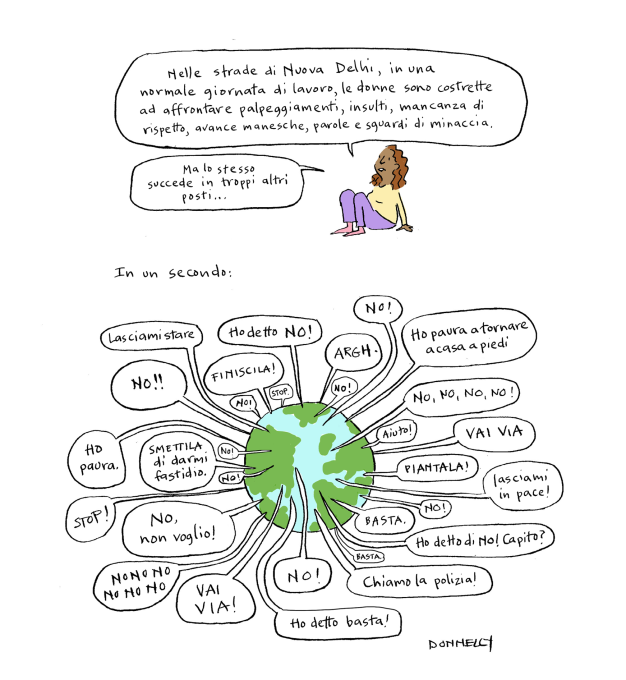 Nelle strade di Nuova Delhi, in una
normale giornata di lavoro, le donne sono costrette
ad affrontare palpeggiamenti, insulti, mancanza di
rispetto, avance manesche, parole e sguardi di minaccia.
Ma lo stesso
succede in troppi altri
posti...
In un secondo:
Lasciami stare
Ho detto NO!
NO!
Ho paura a tornare
a casa a piedi
ARGH.
FINISCILA!
STOP.
NO!
NO!
NO!!
NO, NO, NO, NO!
Aiuto!
VAI VIA
Ho
paura.
SMETTILA
di darmi
fastidio.
NO!
NO!
PIANTALA!
lasciami
in pace!
STOP!
NO,
non voglio!
NO!
BASTA.
Ho detto di NO! Capito?
BASTA.
NO NO NO
NO NO NO
VAI
VIA!
NO!
Chiamo la polizia!
Ho detto basta!
DONNELLY